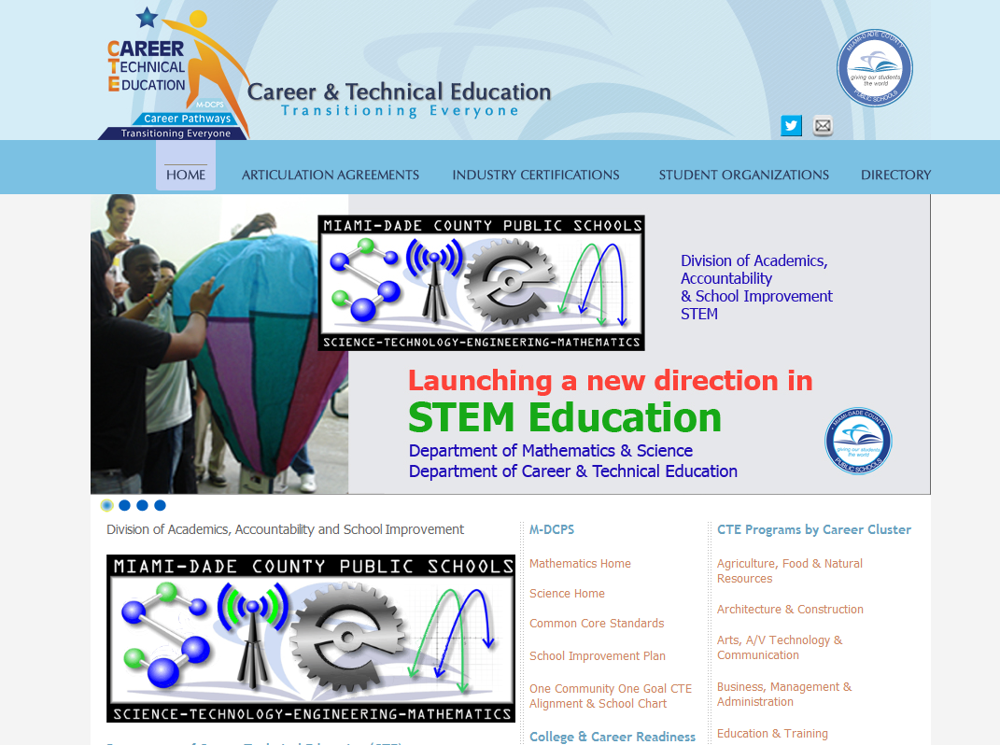 CAREER
TECHNICAL
EDUCATION
M-DCPS
Career Pathways
Transitioning Everyone
Career & Technical Education
Transitioning Everyone
MIAMI-DADE COUNTY
giving our students
the world
PUBLIC SCHOOLS
HOME
ARTICULATION AGREEMENTS
INDUSTRY CERTIFICATIONS
STUDENT ORGANIZATIONS
DIRECTORY
MIAMI-DADE COUNTY PUBLIC SCHOOLS
SCIENCE-TECHNOLOGY-ENGINEERING-MATHEMATICS
Division of Academics,
Accountability
& School Improvement
STEM
Launching a new direction in
STEM Education
Department of Mathematics & Science
Department of Career & Technical Education
MIAMI-DADE COUNTY
giving our students
the world
PUBLIC SCHOOLS
Division of Academics, Accountability and School Improvement
MIAMI-DADE COUNTY PUBLIC SCHOOLS
SCIENCE-TECHNOLOGY-ENGINEERING-MATHEMATICS
M-DCPS
Mathematics Home
Science Home
Common Core Standards
School Improvement Plan
One Community One Goal CTE
Alignment & School Chart
College & Career Readiness
CTE Programs by Career Cluster
Agriculture, Food & Natural
Resources
Architecture & Construction
Arts, A/V Technology &
Communication
Business, Management &
Administration
Education & Training